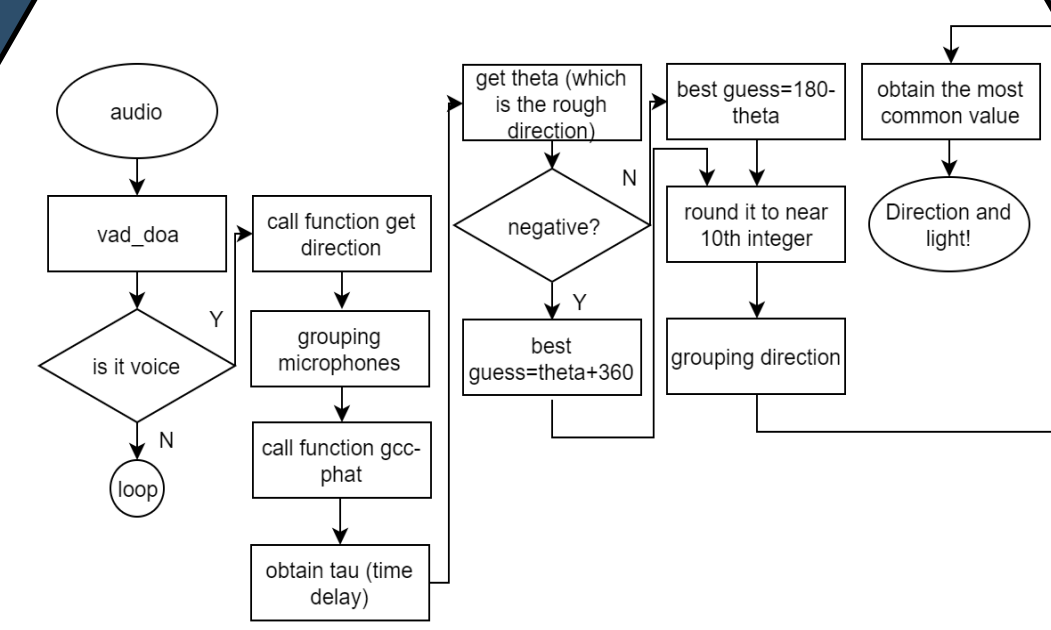 audio
vad_doa
is it voice
Y
N
loop
call function get
direction
grouping
microphones
call function gcc-
phat
obtain tau (time
delay)
get theta (which
is the rough
direction)
negative?
N
Y
best
guess=theta+360
best guess=180-
theta
round it to near
10th integer
grouping direction
obtain the most
common value
Direction and
light!